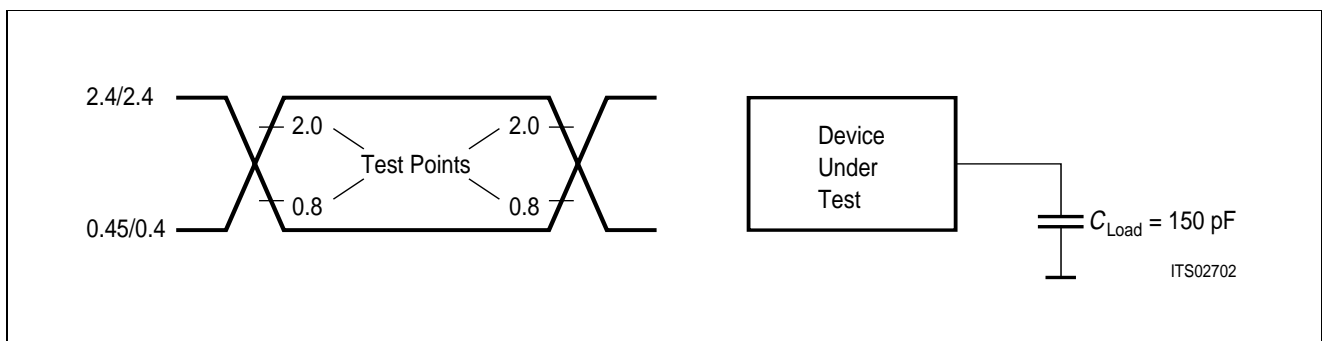 2.4/2.4
2.0
2.0
Test Points
0.8
0.8
0.45/0.4
Device
Under
Test
C Load = 150 pF
ITS02702